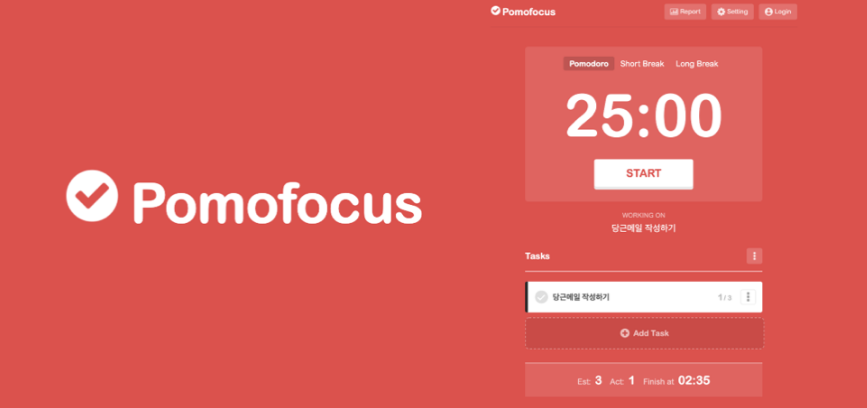 Pomofocus
Pomofocus
Report Setting Login
Pomodoro Short Break Long Break
25:00
START
WORKING ON
당근메일 작성하기
Tasks
당근메일 작성하기 1 / 3
Add Task
Est: 3 Act: 1 Finish at 02:35